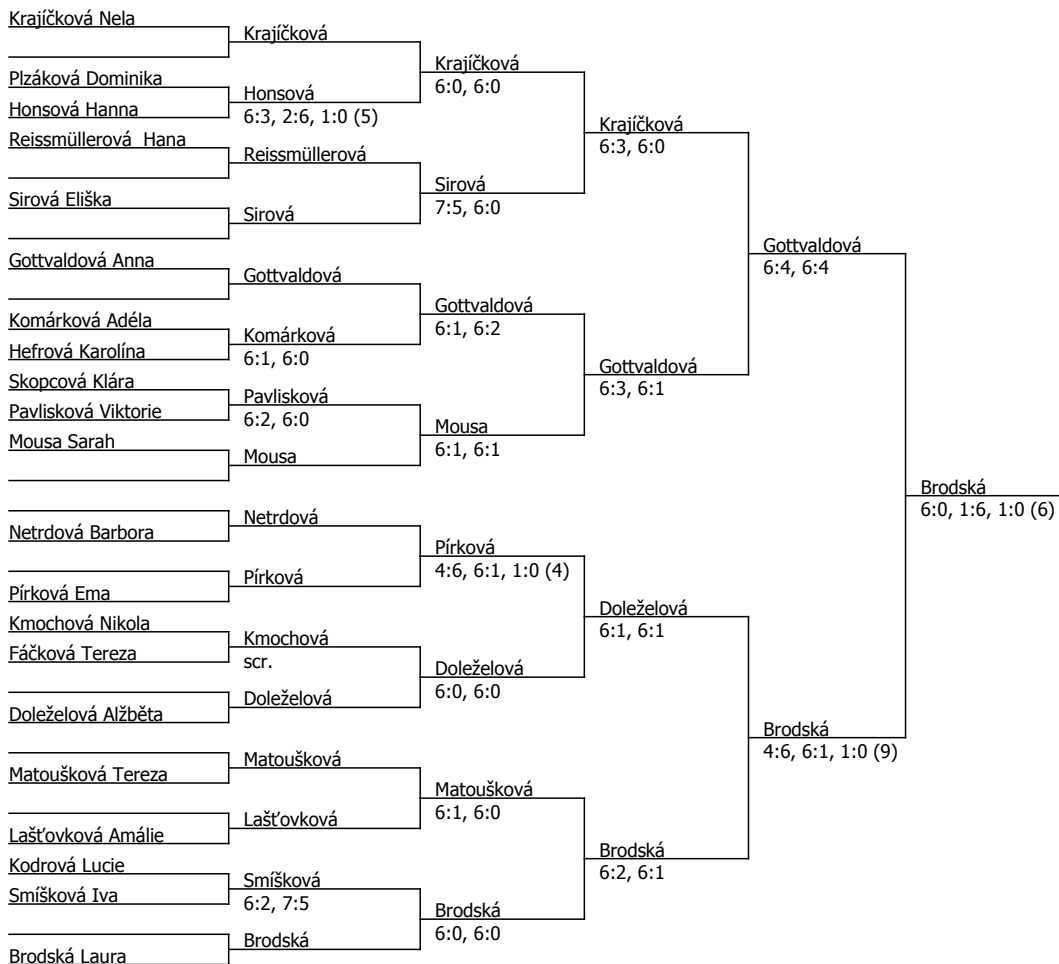 Krajíčková Nela
Krajíčková
Krajíčková
6:0, 6:0
Plzáková Dominika
Honsová
6:3, 2:6, 1:0 (5)
Honsová Hanna
Krajíčková
6:3, 6:0
Reissmüllerová  Hana
Reissmüllerová
Sirová
7:5, 6:0
Sirová Eliška
Sirová
Gottvaldová
6:4, 6:4
Gottvaldová Anna
Gottvaldová
Gottvaldová
6:1, 6:2
Komárková Adéla
Komárková
6:1, 6:0
Hefrová Karolína
Gottvaldová
6:3, 6:1
Skopcová Klára
Pavlisková
6:2, 6:0
Pavlisková Viktorie
Mousa
6:1, 6:1
Mousa Sarah
Mousa
Brodská
6:0, 1:6, 1:0 (6)
Netrdová
Netrdová Barbora
Pírková
4:6, 6:1, 1:0 (4)
Pírková
Pírková Ema
Doleželová
6:1, 6:1
Kmochová Nikola
Kmochová
scr.
Fáčková Tereza
Doleželová
6:0, 6:0
Doleželová
Doleželová Alžběta
Brodská
4:6, 6:1, 1:0 (9)
Matoušková
Matoušková Tereza
Matoušková
6:1, 6:0
Lašťovková
Lašťovková Amálie
Brodská
6:2, 6:1
Kodrová Lucie
Smíšková
6:2, 7:5
Smíšková Iva
Brodská
6:0, 6:0
Brodská
Brodská Laura